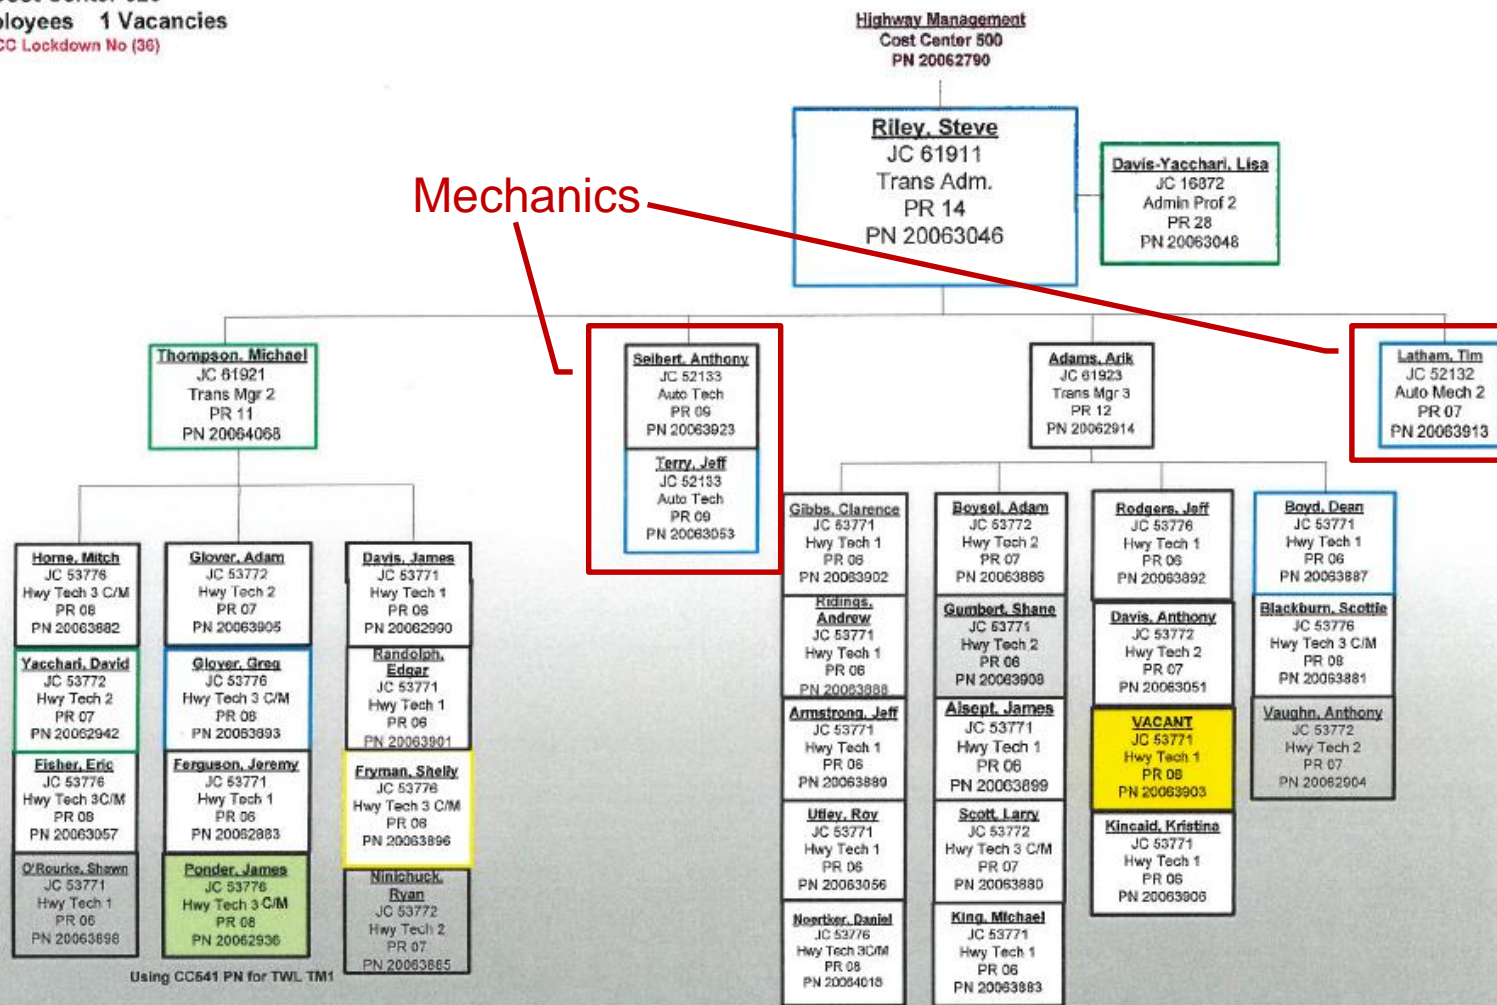 ployees 1 Vacancies
CC Lockdown No (36)
Highway Management
Cost Center 500
PN 20062790
Riley, Steve
JC 61911
Trans Adm.
PR 14
PN 20063046
Davis-Yacchari, Lisa
JC 16872
Admin Prof 2
PR 28
PN 20063048
Mechanics
Thompson, Michael
JC 61921
Trans Mgr 2
PR 11
PN 20064068
Seibert, Anthony
JC 52133
Auto Tech
PR 09
PN 20063923
Terry, Jeff
JC 52133
Auto Tech
PR 09
PN 20063053
Adams, Arik
JC 61923
Trans Mgr 3
PR 12
PN 20062914
Latham, Tim
JC 52132
Auto Mech 2
PR 07
PN 20063913
Horne, Mitch
JC 53776
Hwy Tech 3 C/M
PR 08
PN 20063882
Yacchari, David
JC 53772
Hwy Tech 2
PR 07
PN 20062942
Fisher, Eric
JC 53776
Hwy Tech 3C/M
PR 08
PN 20063057
O'Rourke, Shawn
JC 53771
Hwy Tech 1
PR 06
PN 20063898
Glover, Adam
JC 53772
Hwy Tech 2
PR 07
PN 20063905
Glover, Greg
JC 53776
Hwy Tech 3 C/M
PR 08
PN 20063893
Ferguson, Jeremy
JC 53771
Hwy Tech 1
PR 06
PN 20062883
Ponder, James
JC 53776
Hwy Tech 3 C/M
PR 08
PN 20062936
Davis, James
JC 53771
Hwy Tech 1
PR 06
PN 20062990
Randolph,
Edgar
JC 53771
Hwy Tech 1
PR 06
PN 20063901
Fryman, Shelly
JC 53776
Hwy Tech 3 C/M
PR 08
PN 20063896
Ninichuck,
Ryan
JC 53772
Hwy Tech 2
PR 07
PN 20063885
Using CC541 PN for TWL TM1
Gibbs, Clarence
JC 53771
Hwy Tech 1
PR 06
PN 20063902
Ridings,
Andrew
JC 53771
Hwy Tech 1
PR 06
PN 20063888
Armstrong, Jeff
JC 53771
Hwy Tech 1
PR 06
PN 20063889
Utley, Roy
JC 53771
Hwy Tech 1
PR 06
PN 20063056
Noertker, Daniel
JC 53776
Hwy Tech 3C/M
PR 08
PN 20064018
Boysel, Adam
JC 53772
Hwy Tech 2
PR 07
PN 20063886
Gumbert, Shane
JC 53771
Hwy Tech 2
PR 06
PN 20063908
Alsept, James
JC 53771
Hwy Tech 1
PR 06
PN 20063899
Scott, Larry
JC 53772
Hwy Tech 3 C/M
PR 07
PN 20063880
King, Michael
JC 53771
Hwy Tech 1
PR 06
PN 20063883
Rodgers, Jeff
JC 53776
Hwy Tech 1
PR 06
PN 20063892
Davis, Anthony
JC 53772
Hwy Tech 2
PR 07
PN 20063051
VACANT
JC 53771
Hwy Tech 1
PR 06
PN 20063903
Kincaid, Kristina
JC 53771
Hwy Tech 1
PR 06
PN 20063906
Boyd, Dean
JC 53771
Hwy Tech 1
PR 06
PN 20063887
Blackburn, Scottie
JC 53776
Hwy Tech 3 C/M
PR 08
PN 20063881
Vaughn, Anthony
JC 53772
Hwy Tech 2
PR 07
PN 20062904